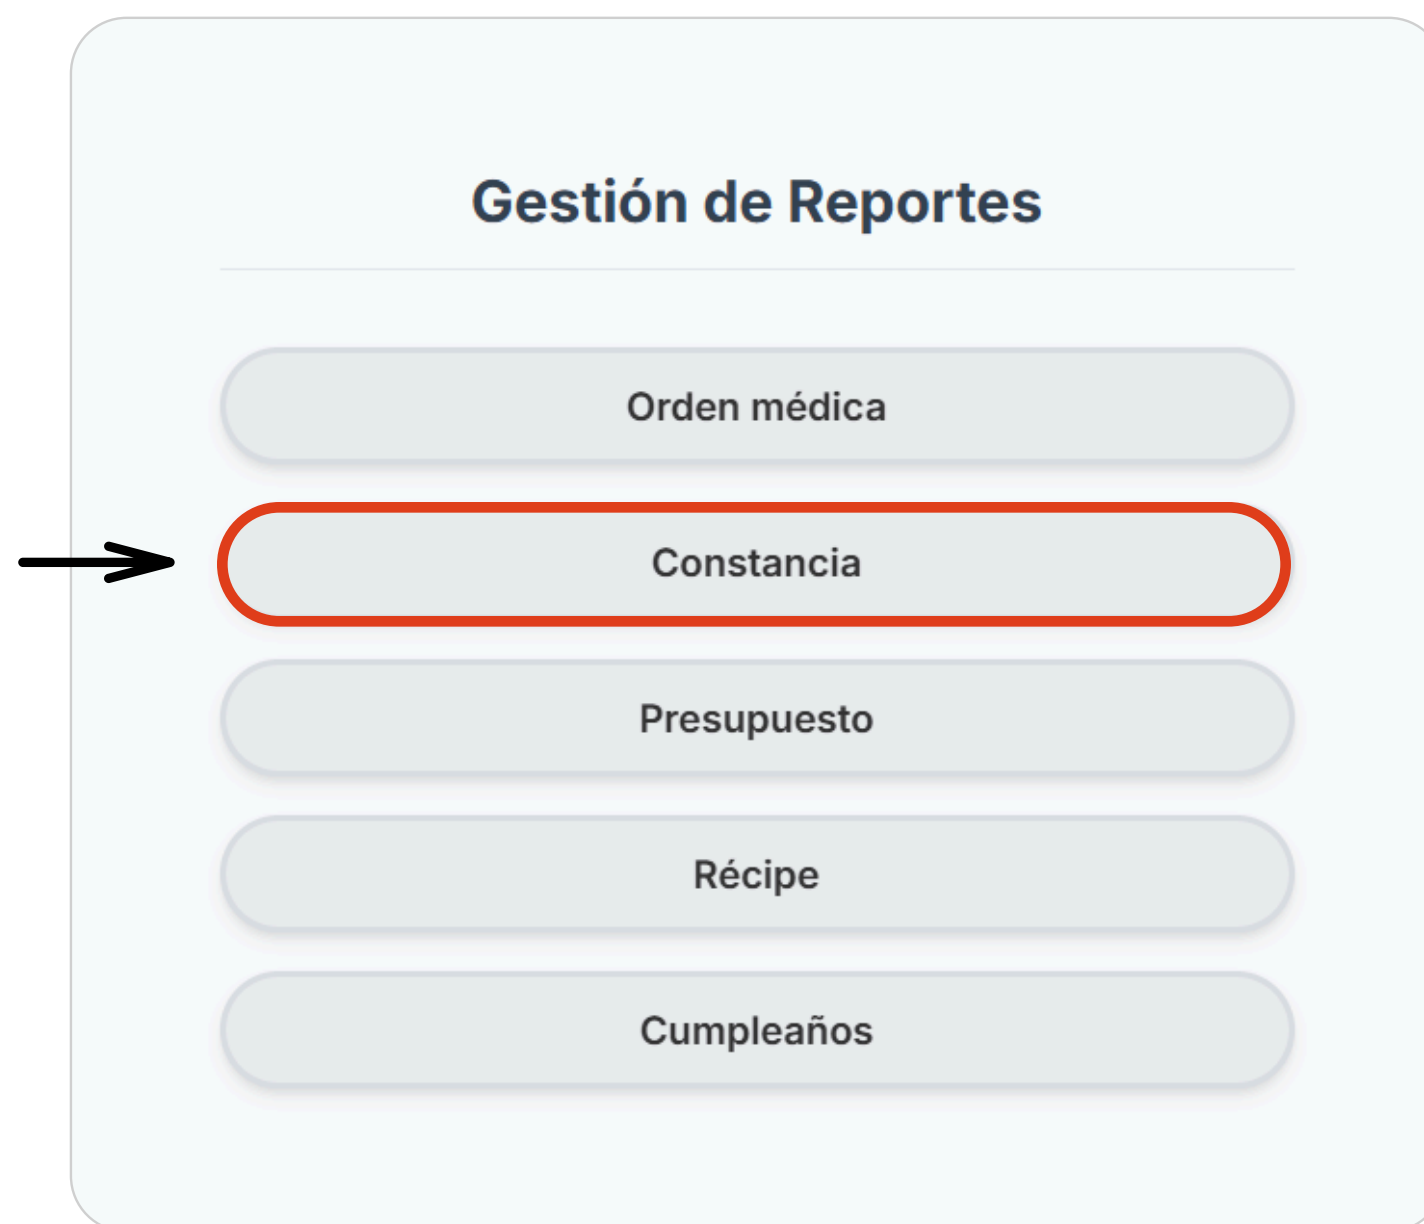 Gestión de Reportes
Orden médica
Constancia
Presupuesto
Récipe
Cumpleaños